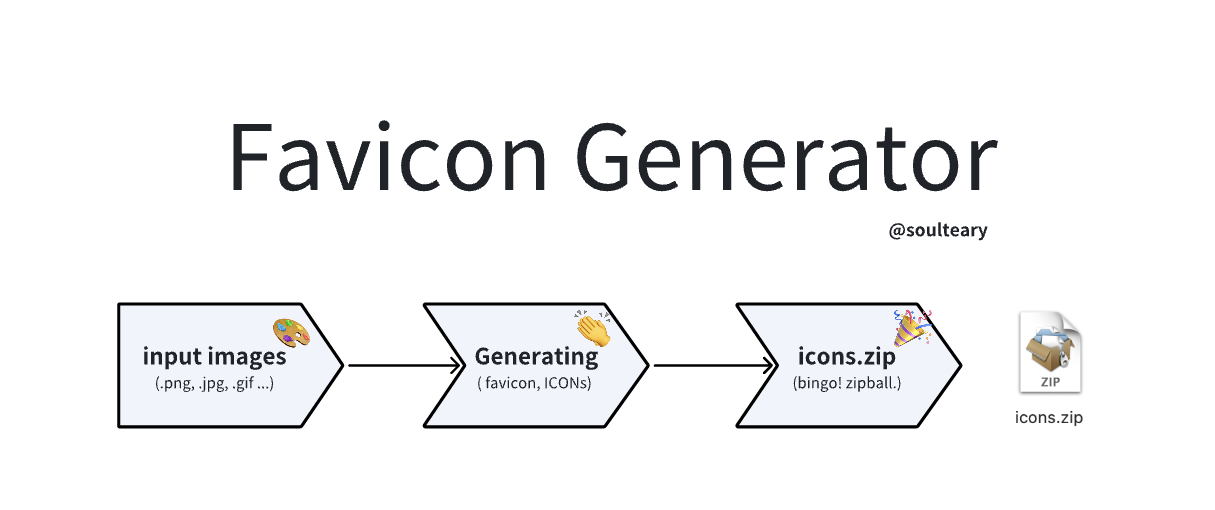 Favicon Generator
@soulteary
input images
(.png, .jpg, .gif ...)
Generating
( favicon, ICONs)
icons.zip
(bingo! zipball.)
ZIP
icons.zip